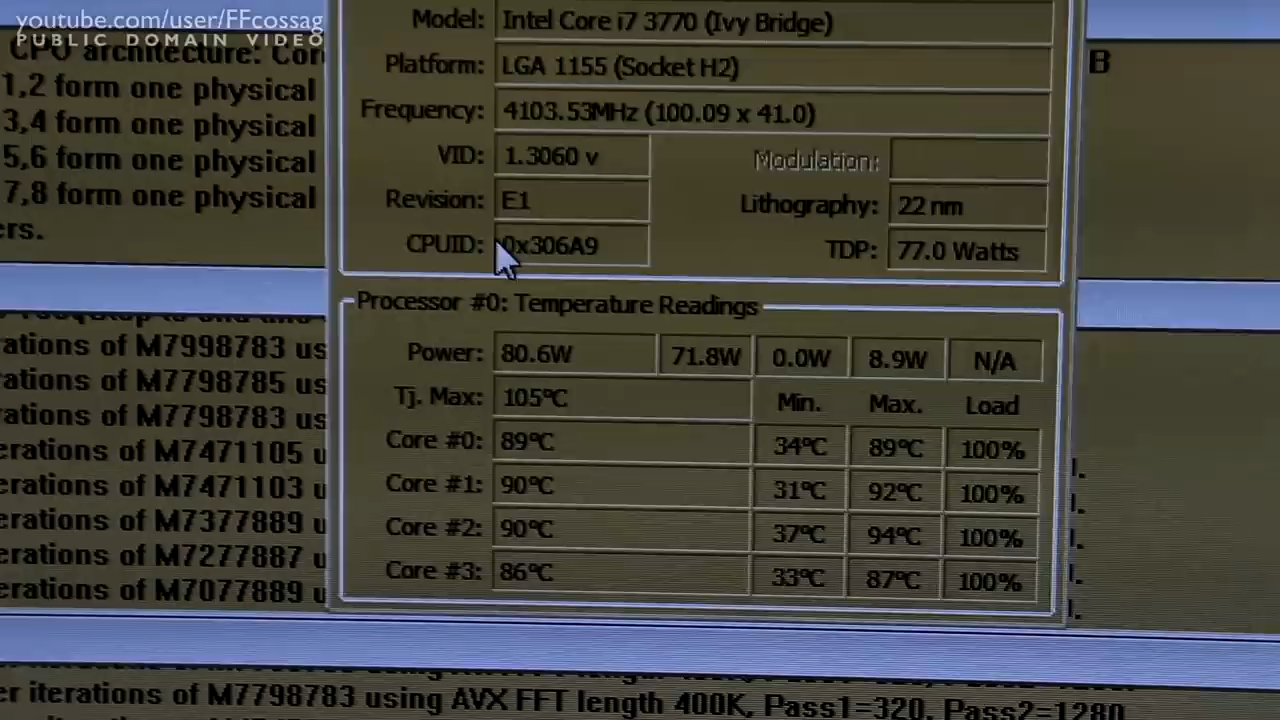 youtube.com/user/FFcossag
PUBLIC DOMAIN VIDEO
CPU architecture: Cor
1,2 form one physical
3,4 form one physical
5,6 form one physical
7,8 form one physical
ers.
B
Model: Intel Core i7 3770 (Ivy Bridge)
Platform: LGA 1155 (Socket H2)
Frequency: 4103.53MHz (100.09 x 41.0)
VID: 1.3060 v Modulation:
Revision: E1 Lithography: 22 nm
CPUID: 0x306A9 TDP: 77.0 Watts
Processor #0: Temperature Readings
Power: 80.6W 71.8W 0.0W 8.9W N/A
Tj. Max: 105°C Min. Max. Load
Core #0: 89°C 34°C 89°C 100%
Core #1: 90°C 31°C 92°C 100%
Core #2: 90°C 37°C 94°C 100%
Core #3: 86°C 33°C 87°C 100%
ations of M7998783 us
ations of M7798785 us
ations of M7798783 us
erations of M7471105 u
erations of M7471103 u
erations of M7377889 u
erations of M7277887 u
erations of M7077889 u
er iterations of M7798783 using AVX FFT length 400K, Pass1=320, Pass2=1280.